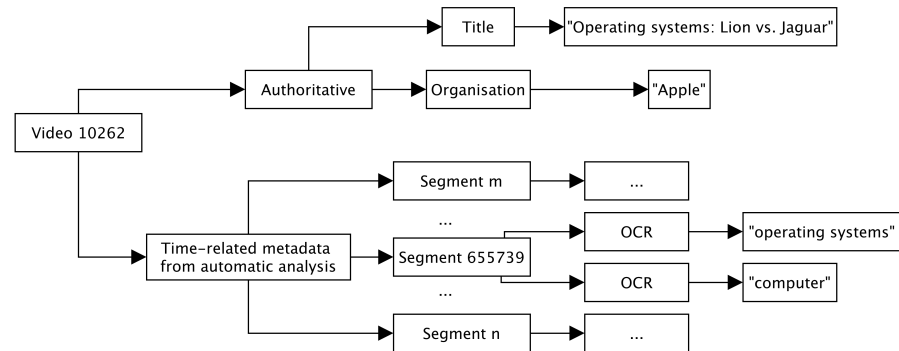 Title
"Operating systems: Lion vs. Jaguar"
Authoritative
Organisation
"Apple"
Video 10262
Segment m
...
...
OCR
"operating systems"
Time-related metadata
from automatic analysis
Segment 655739
OCR
"computer"
...
Segment n
...